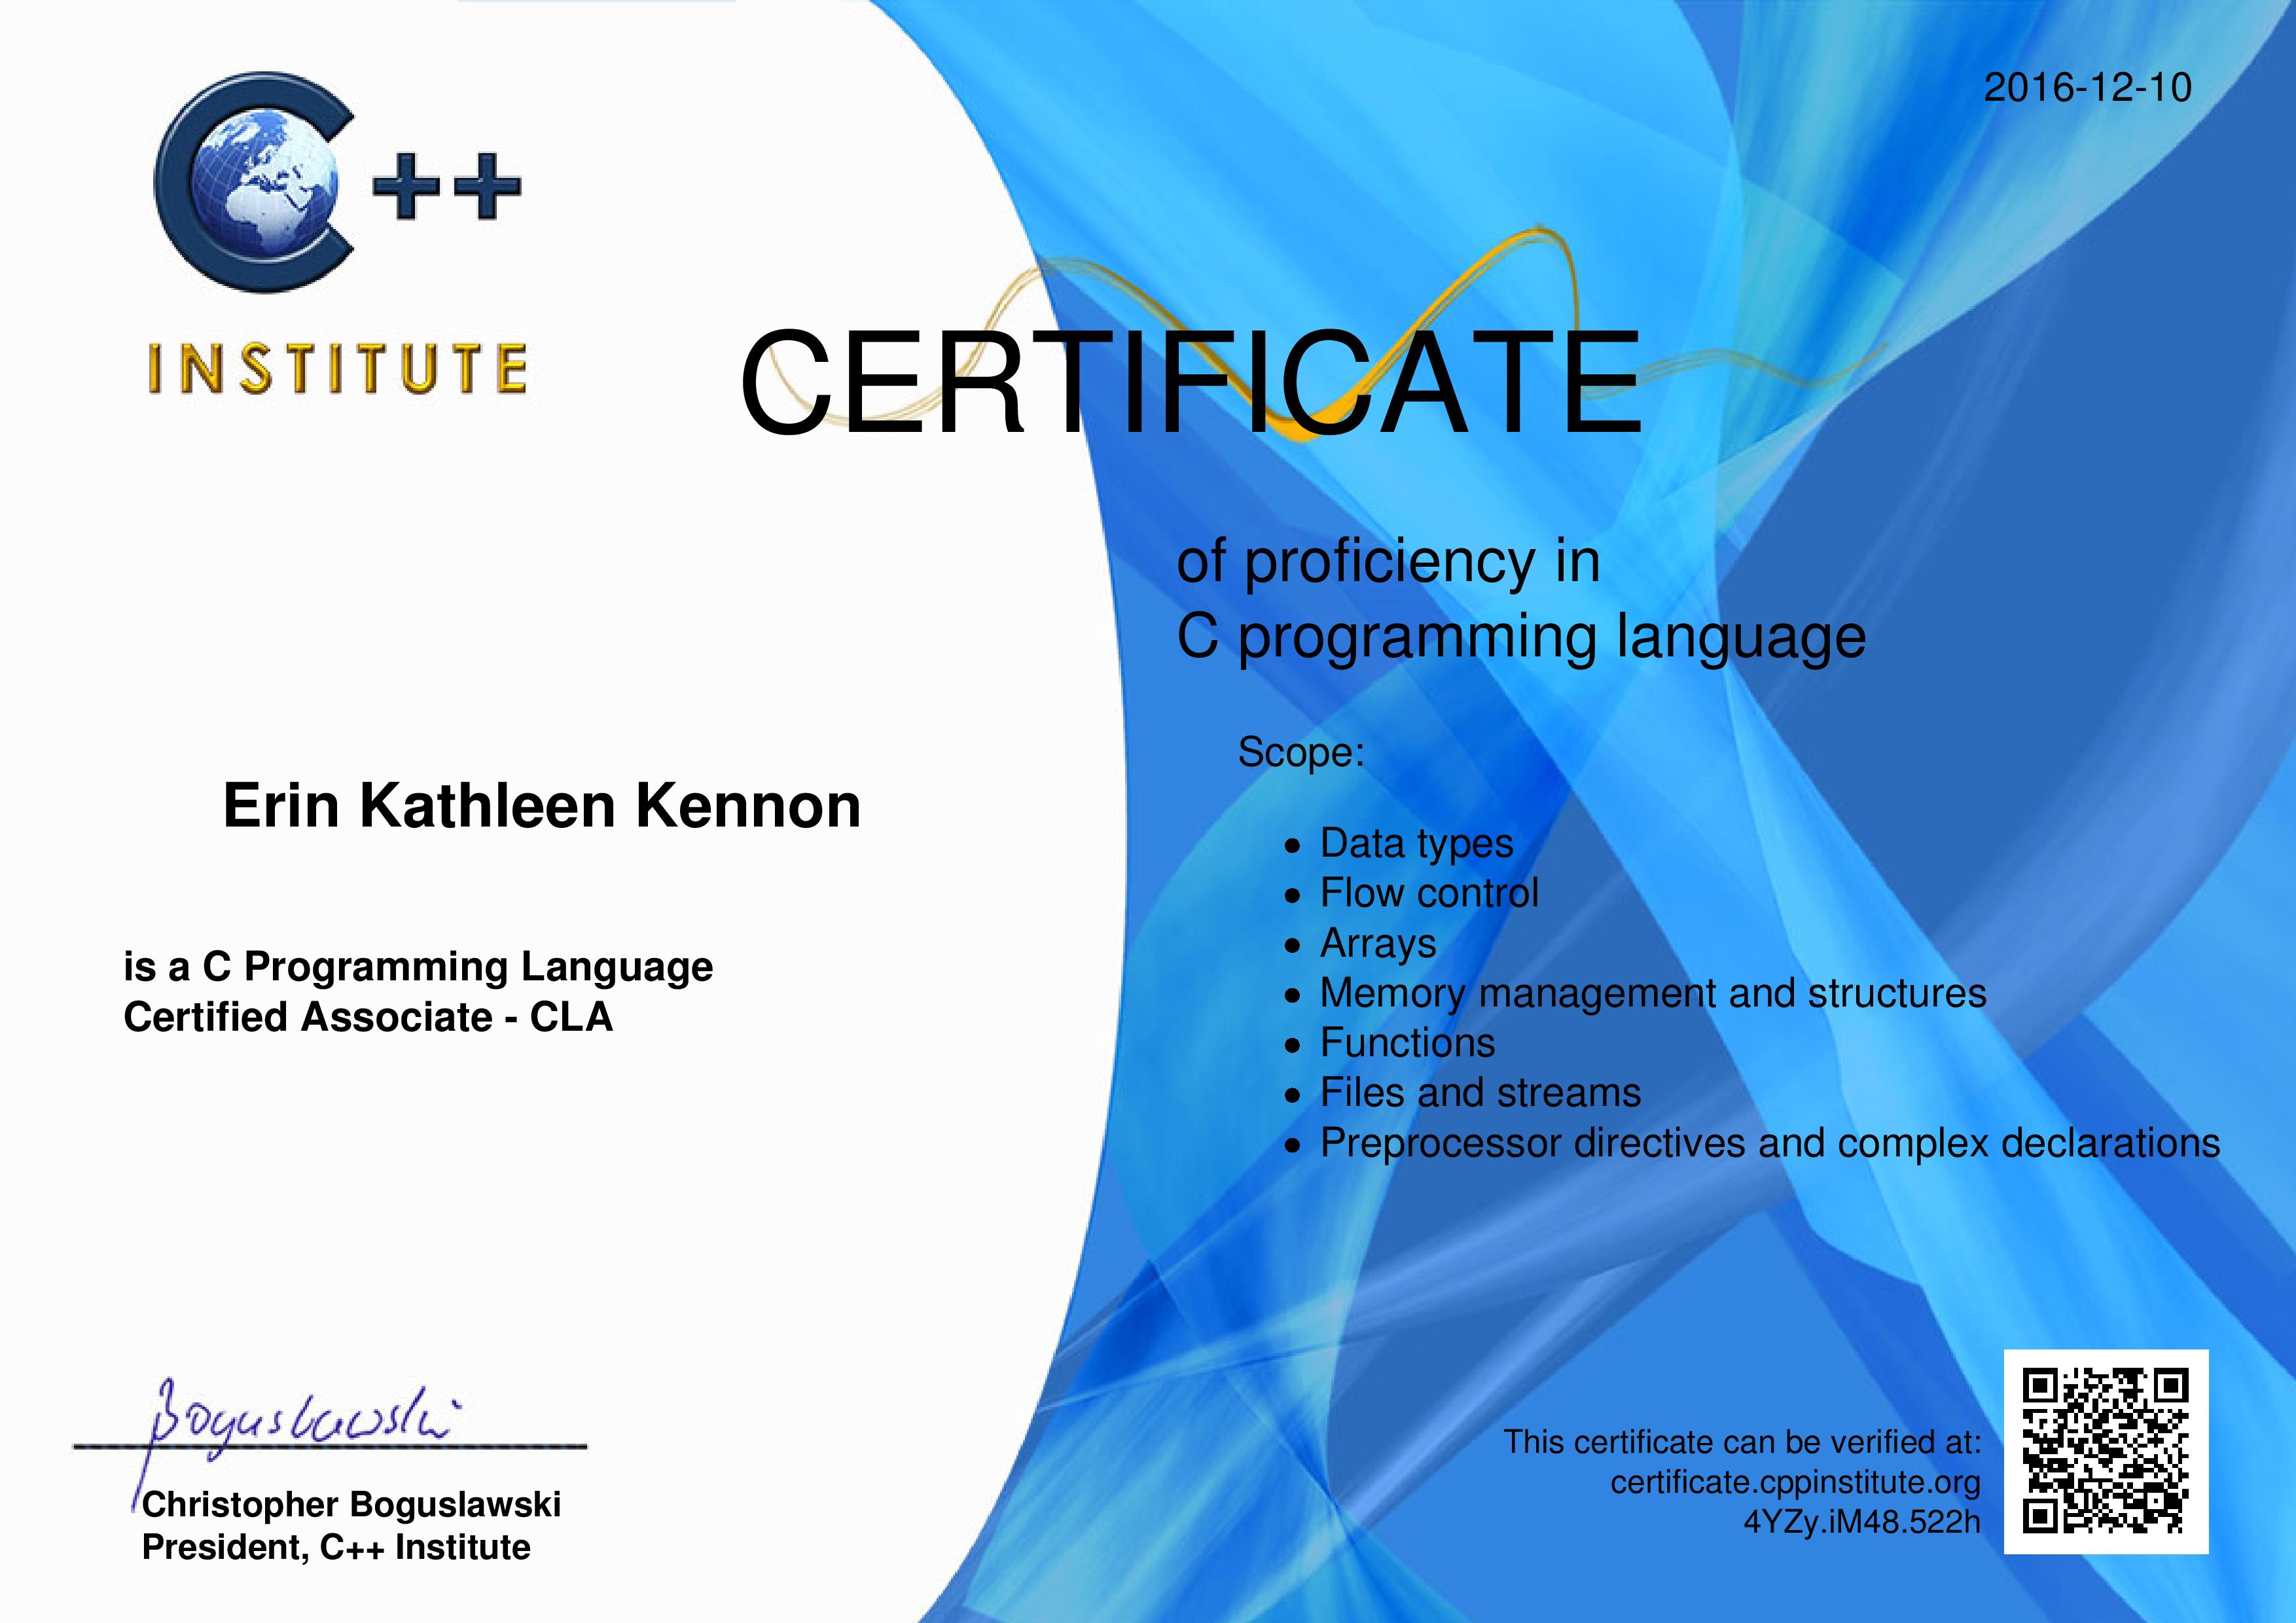 C++
INSTITUTE
2016-12-10
CERTIFICATE
of proficiency in
C programming language
Erin Kathleen Kennon
is a C Programming Language
Certified Associate - CLA
Scope:
• Data types
• Flow control
• Arrays
• Memory management and structures
• Functions
• Files and streams
• Preprocessor directives and complex declarations
Boguslawski
Christopher Boguslawski
President, C++ Institute
This certificate can be verified at:
certificate.cppinstitute.org
4YZy.iM48.522h